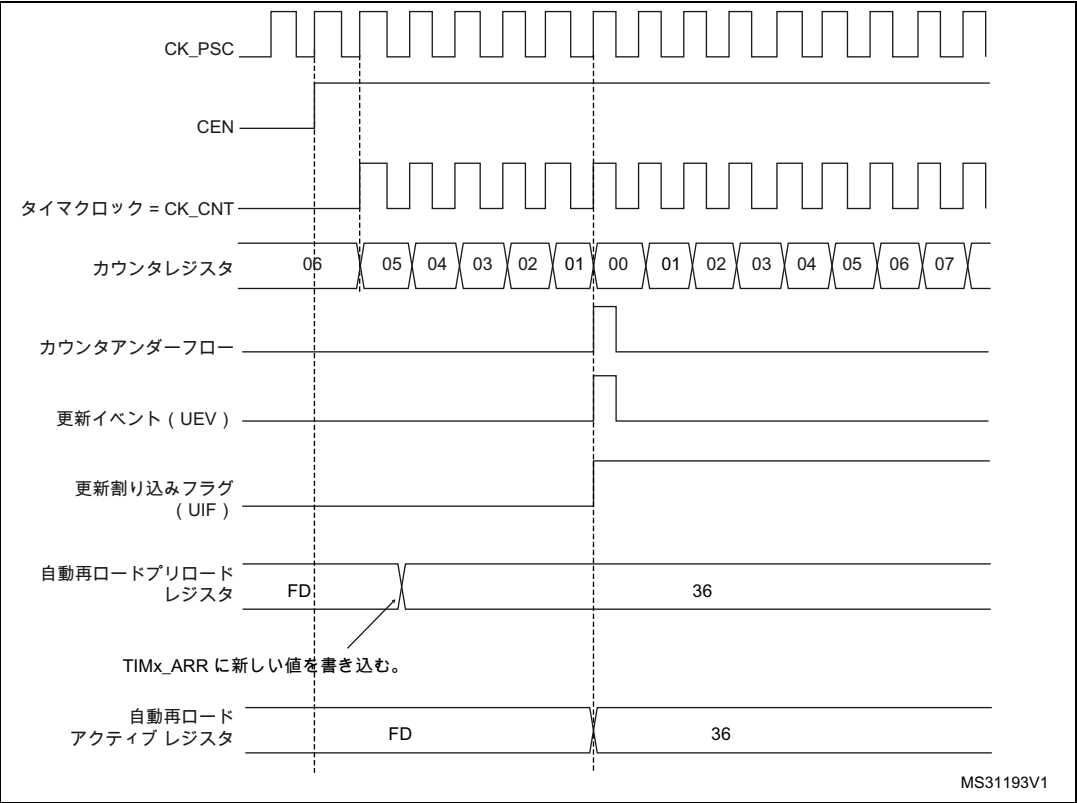 CK_PSC
CEN
タイマクロック = CK_CNT
カウンタレジスタ
06 05 04 03 02 01 00 01 02 03 04 05 06 07
カウンタアンダーフロー
更新イベント ( UEV )
更新割り込みフラグ
( UIF )
自動再ロードプリロード
レジスタ
FD 36
TIMx_ARR に新しい値を書き込む。
自動再ロード
アクティブ レジスタ
FD 36
MS31193V1